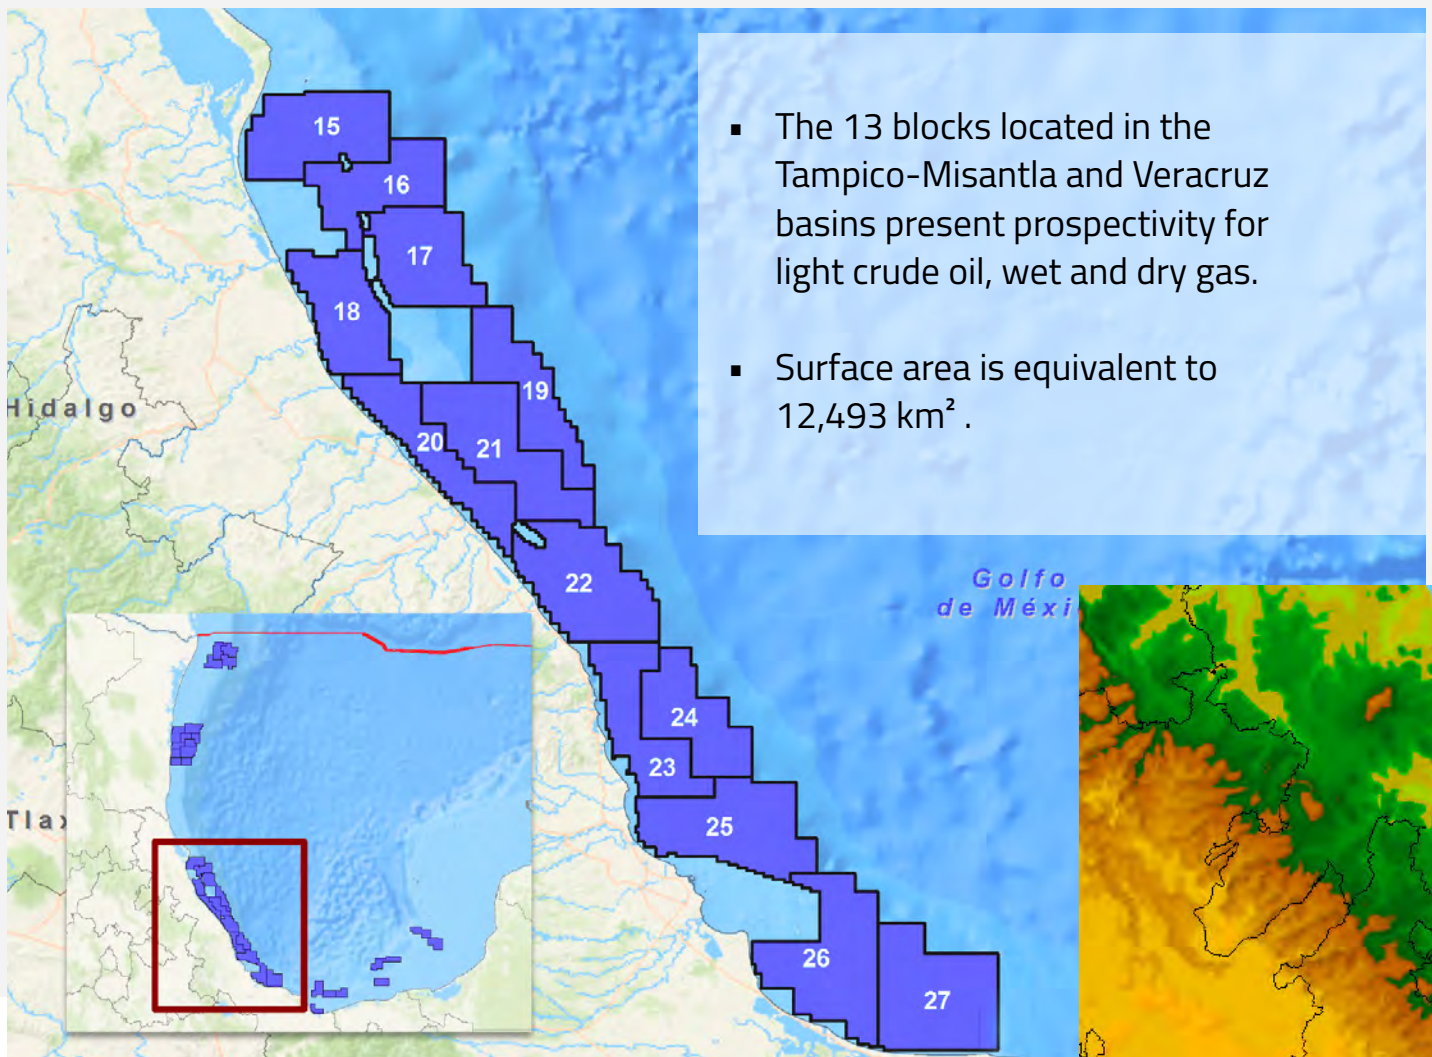 15
16
17
18
19
20
21
22
23
24
25
26
27
▪ The 13 blocks located in the
Tampico-Misantla and Veracruz
basins present prospectivity for
light crude oil, wet and dry gas.
▪ Surface area is equivalent to
12,493 km² .
Hidalgo
Golfo
de Méxi
Tlax